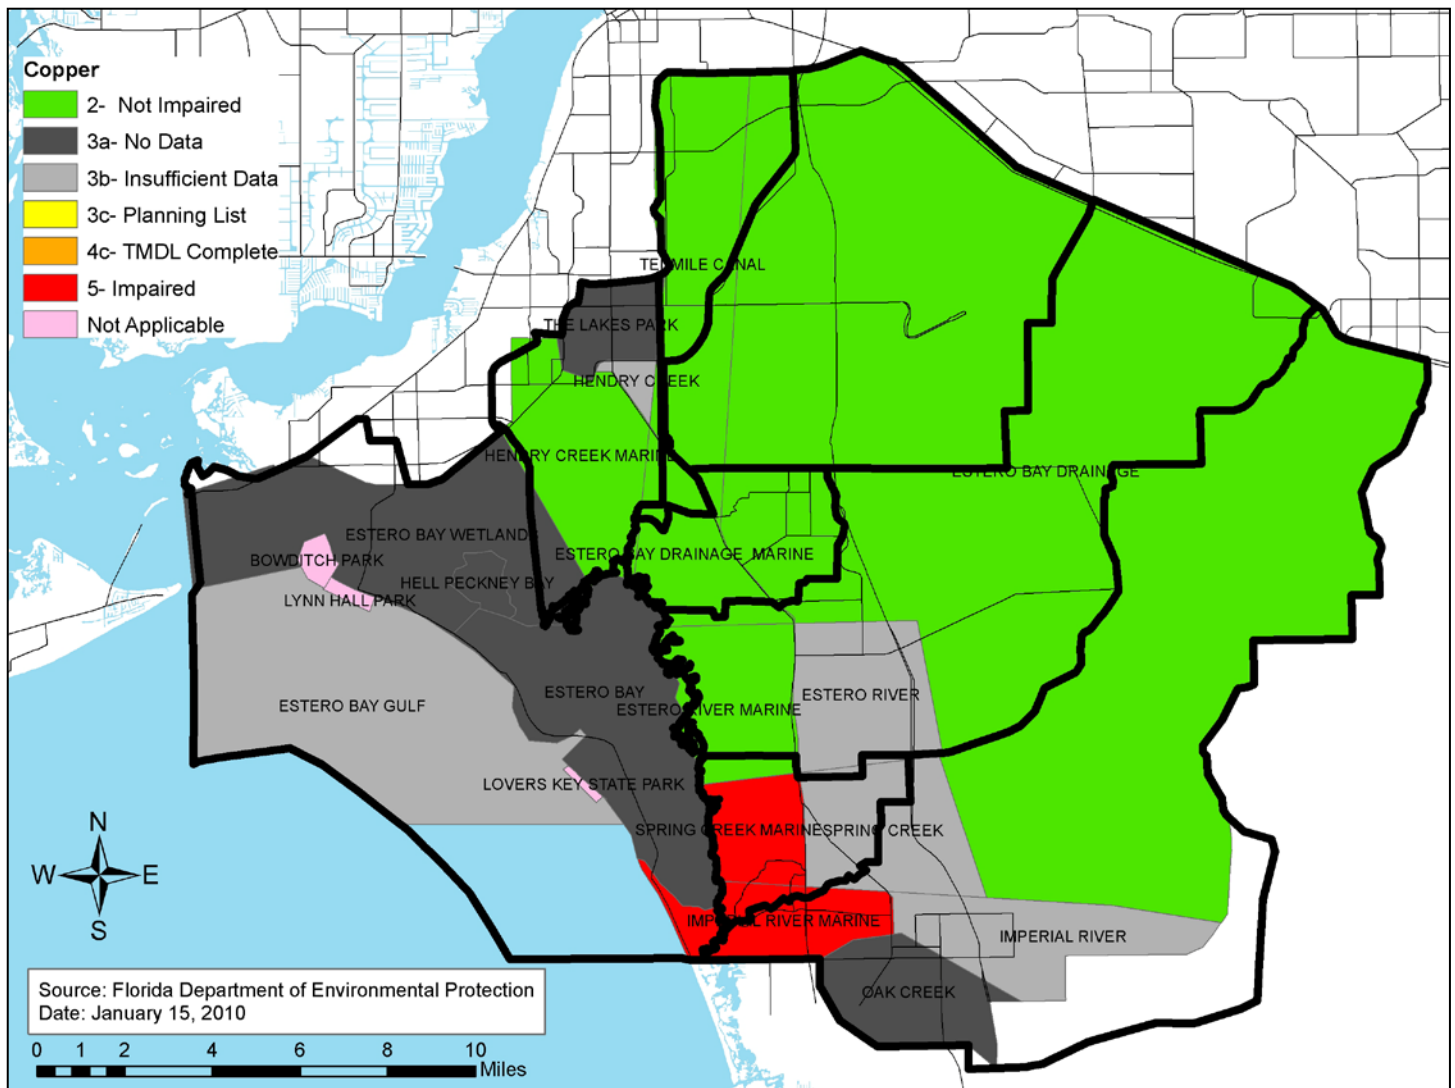 Copper
2- Not Impaired
3a- No Data
3b- Insufficient Data
3c- Planning List
4c- TMDL Complete
5- Impaired
Not Applicable
TENMILE CANAL
THE LAKES PARK
HENDRY CREEK
HENDRY CREEK MARINE
ESTERO BAY DRAINAGE
ESTERO BAY WETLANDS
ESTERO BAY DRAINAGE MARINE
BOWDITCH PARK
HELL PECKNEY BAY
LYNN HALL PARK
ESTERO BAY
ESTERO RIVER
ESTERO BAY GULF
ESTERO RIVER MARINE
LOVERS KEY STATE PARK
SPRING CREEK MARINE
SPRING CREEK
IMPERIAL RIVER MARINE
IMPERIAL RIVER
OAK CREEK
N
W E
S
Source: Florida Department of Environmental Protection
Date: January 15, 2010
0 1 2 4 6 8 10
Miles